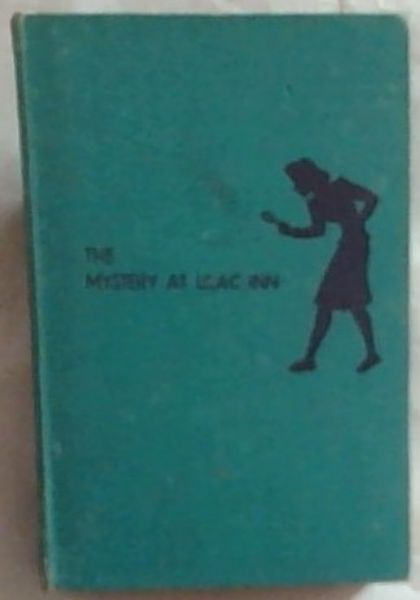 THE
MYSTERY AT LILAC INN